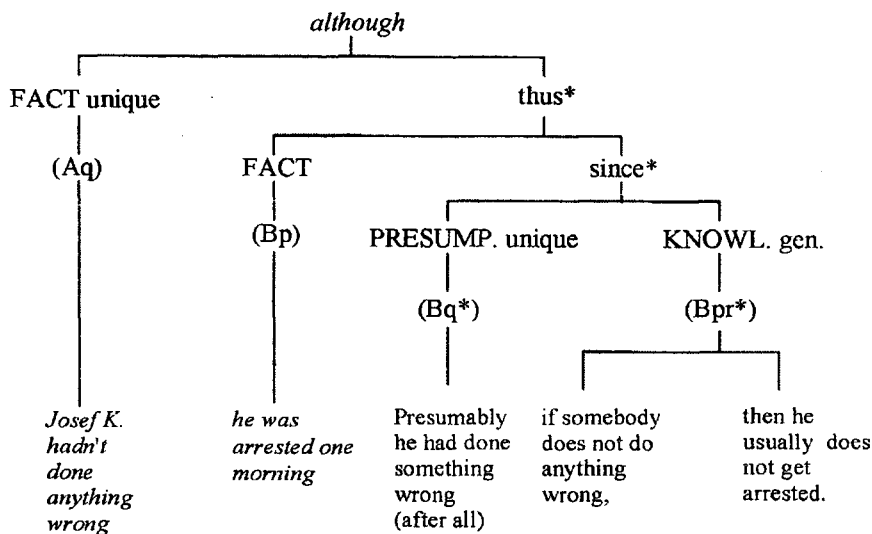 although
FACT unique
thus*
(Aq)
FACT
since*
(Bp)
PRESUMP. unique
KNOWL. gen.
(Bq*)
(Bpr*)
Josef K.
hadn't
done
anything
wrong
he was
arrested one
morning
Presumably
he had done
something
wrong
(after all)
if somebody
does not do
anything
wrong,
then he
usually does
not get
arrested.